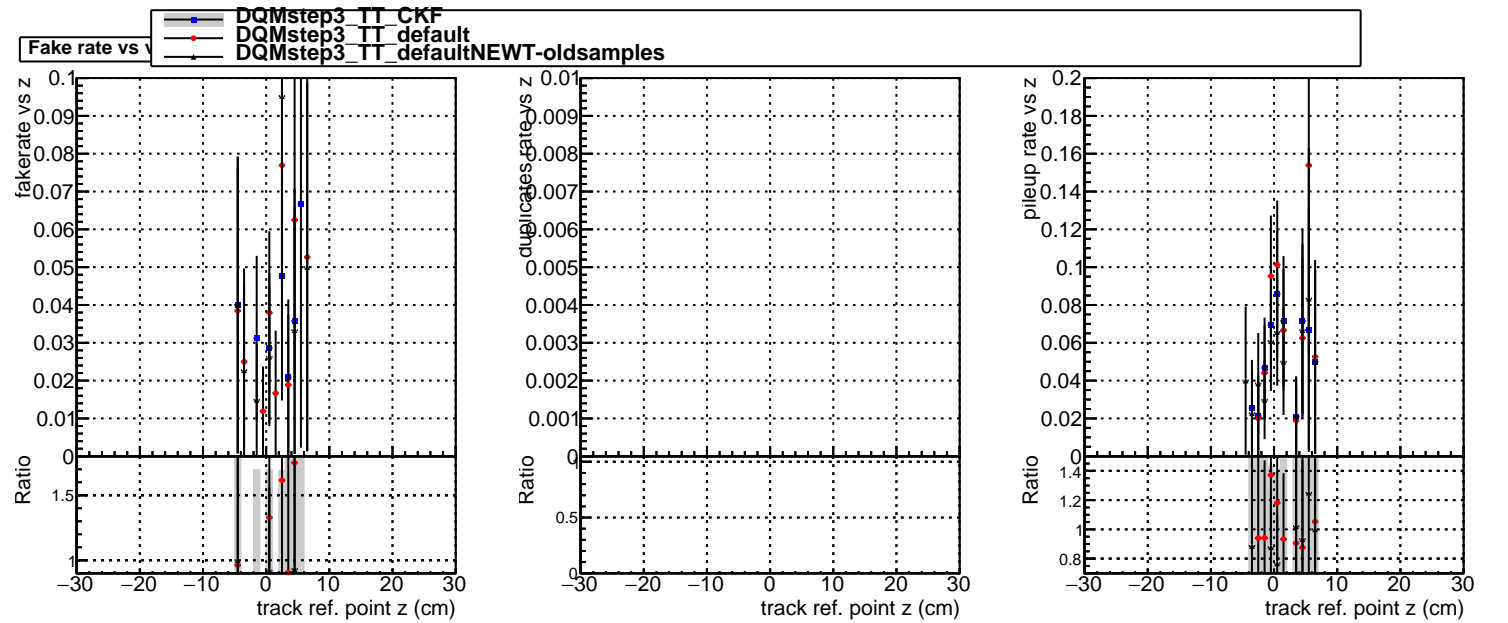 DQMstep3_TT_CKF
DQMstep3_TT_default
DQMstep3_TT_defaultNEWT-oldsamples
Fake rate vs
fakerate vs z
0.1
0.09
0.08
0.07
0.06
0.05
0.04
0.03
0.02
0.01
0
Ratio
1.5
1
−30 −20 −10 0 10 20 30
track ref. point z (cm)
duplicates rate vs z
0.01
0.009
0.008
0.007
0.006
0.005
0.004
0.003
0.002
0.001
0
Ratio
1
0.5
0
−30 −20 −10 0 10 20 30
track ref. point z (cm)
pileup rate vs z
0.2
0.18
0.16
0.14
0.12
0.1
0.08
0.06
0.04
0.02
0
Ratio
1.4
1.2
1
0.8
−30 −20 −10 0 10 20 30
track ref. point z (cm)